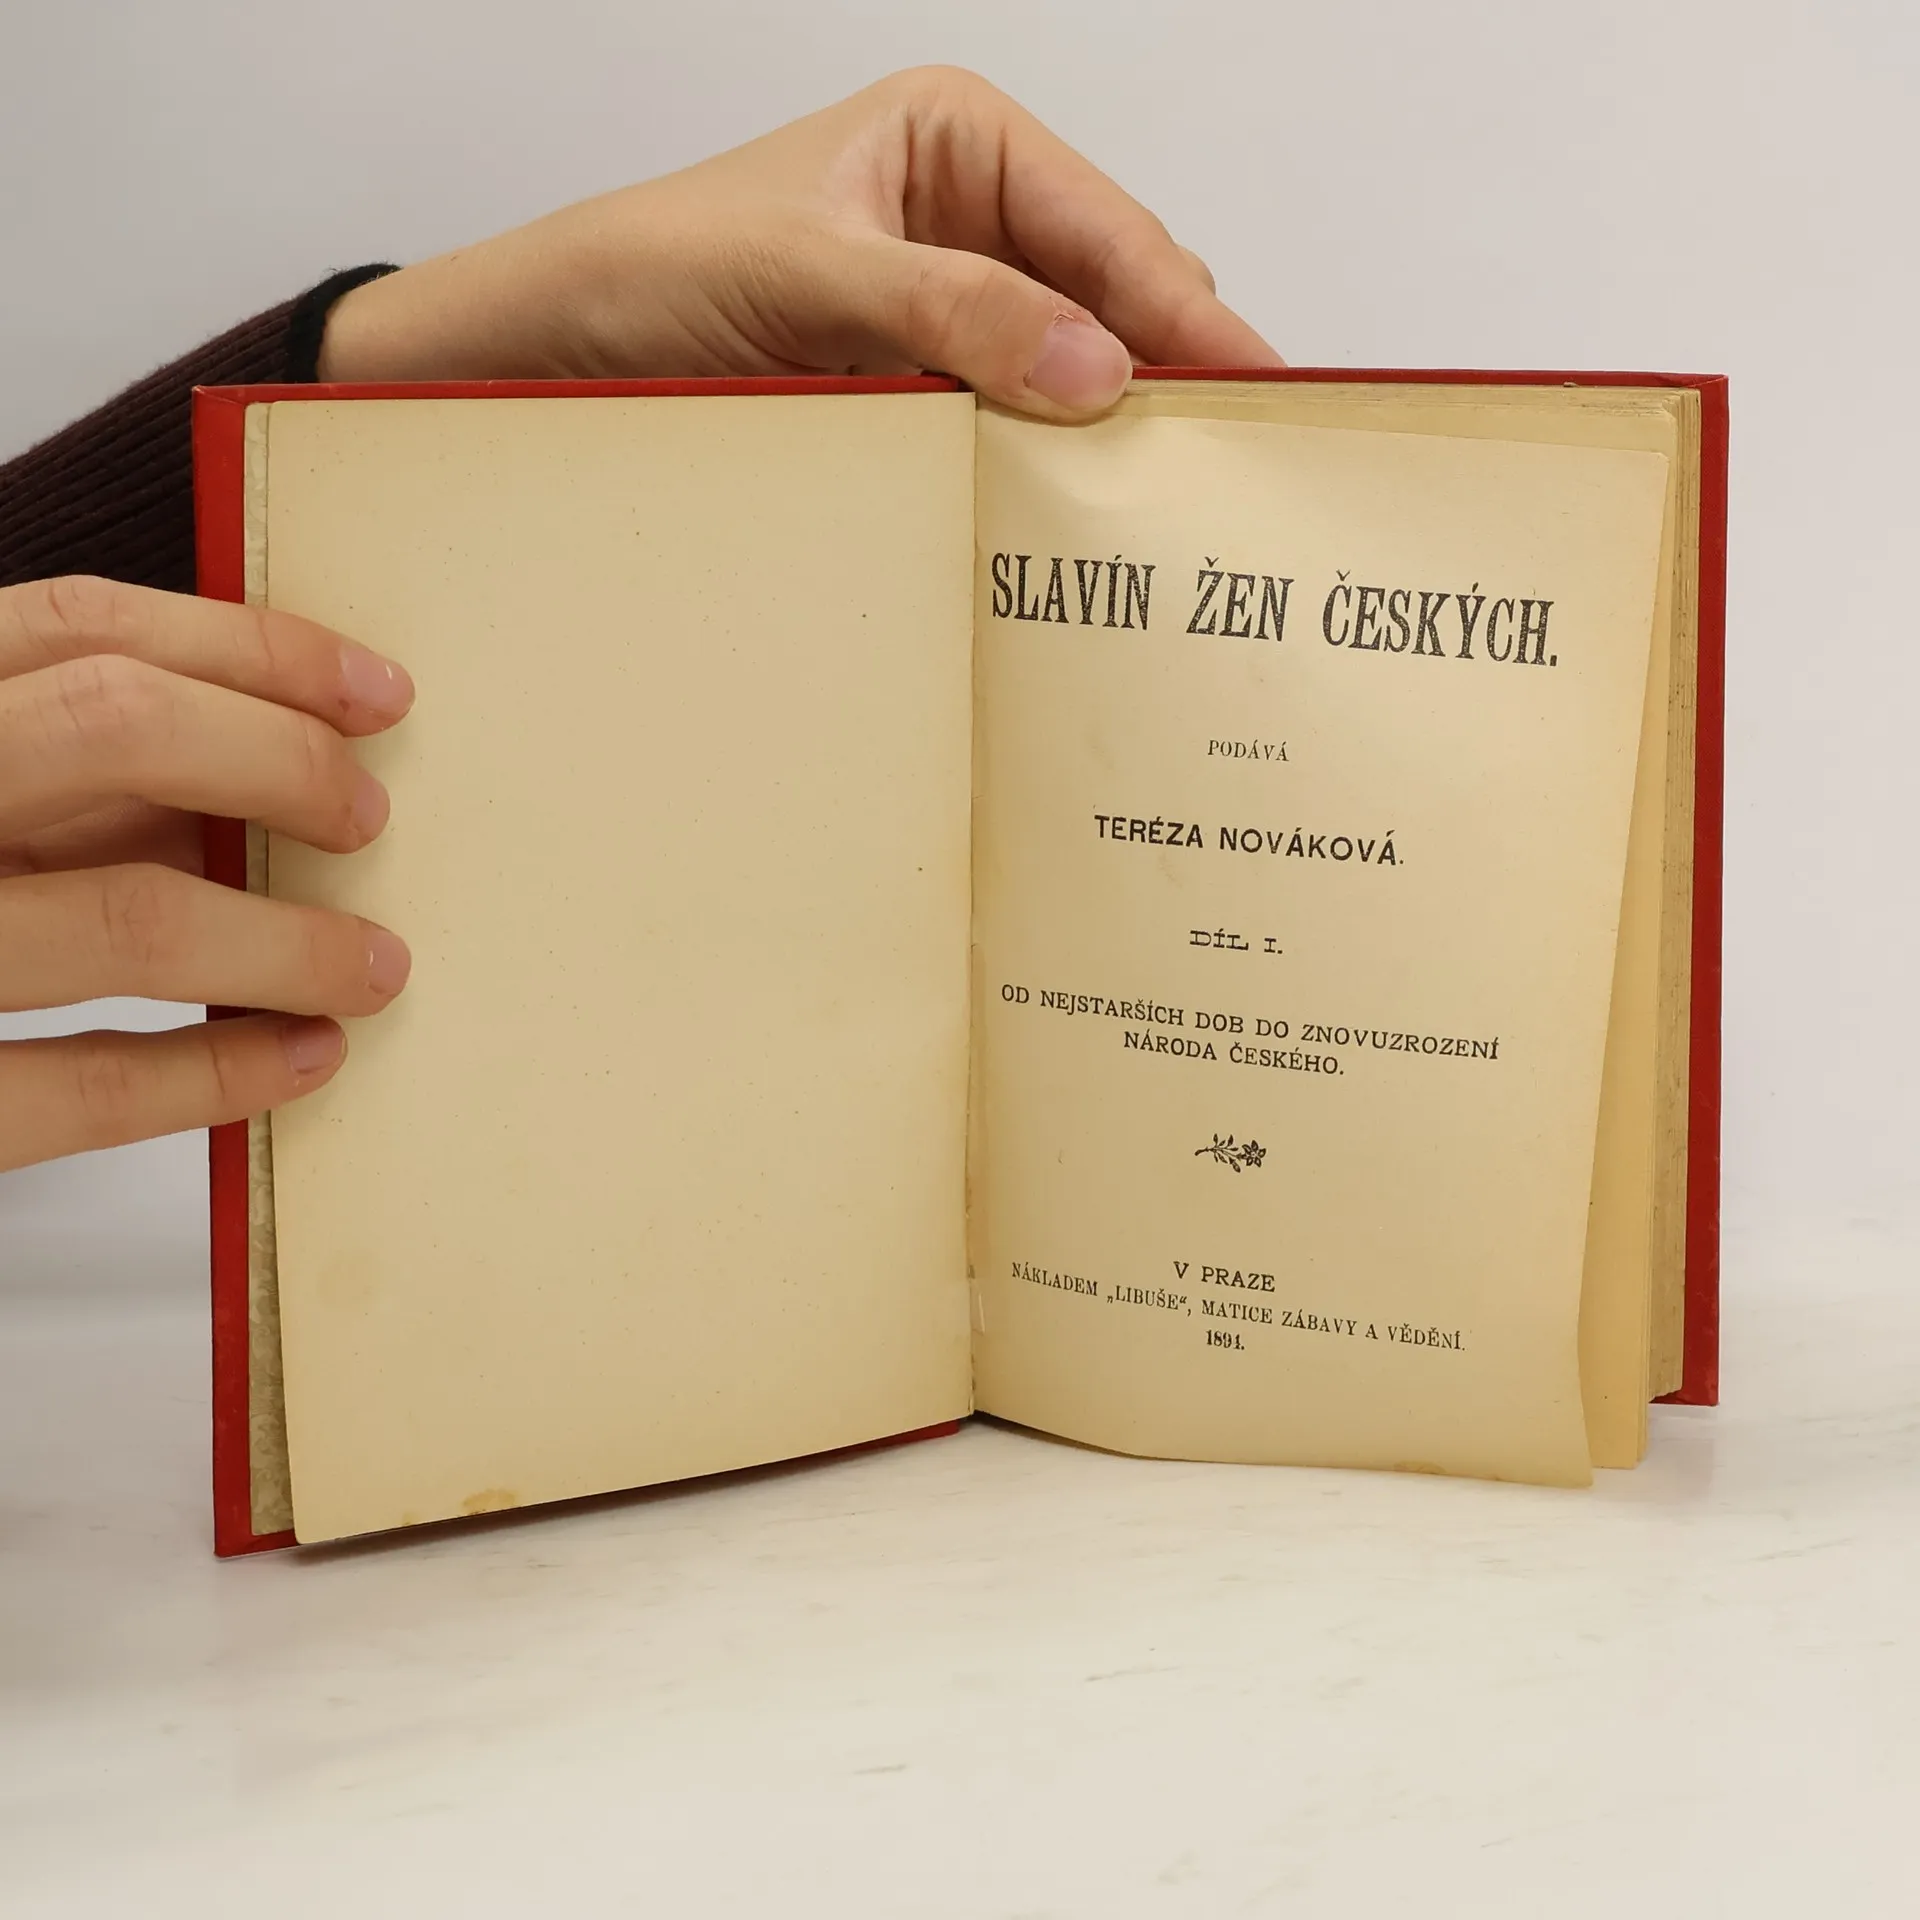 SLAVÍN ŽEN ČESKÝCH.
PODÁVÁ
TERÉZA NOVÁKOVÁ.
DÍL I.
OD NEJSTARŠÍCH DOB DO ZNOVUZROZENÍ
NÁRODA ČESKÉHO.
V PRAZE
NÁKLADEM „LIBUŠE“, MATICE ZÁBAVY A VĚDĚNÍ.
1894.